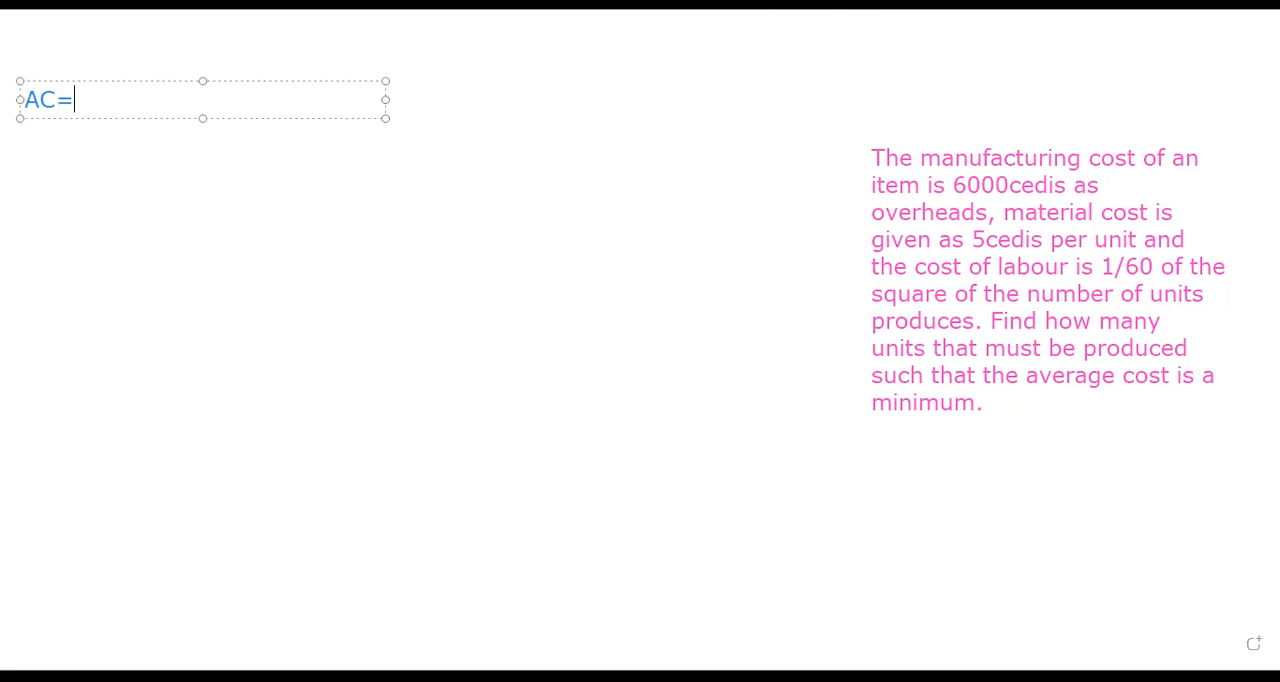 AC=
The manufacturing cost of an
item is 6000cedis as
overheads, material cost is
given as 5cedis per unit and
the cost of labour is 1/60 of the
square of the number of units
produces. Find how many
units that must be produced
such that the average cost is a
minimum.